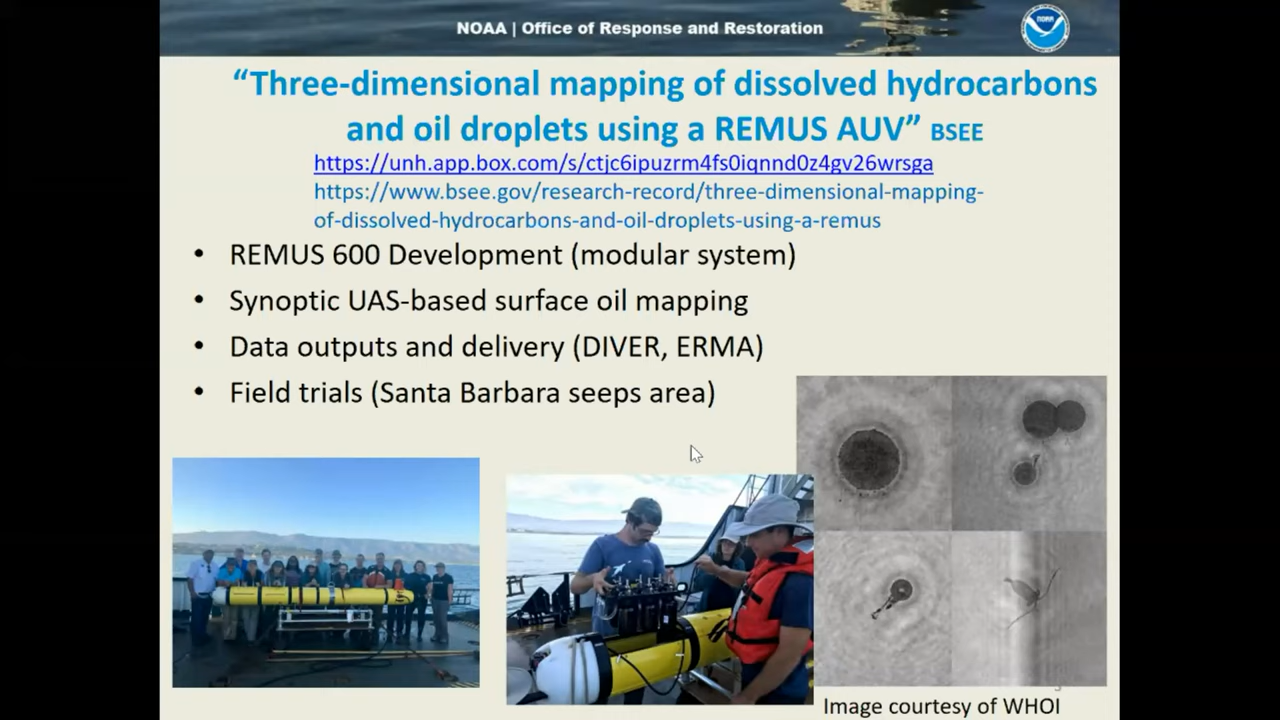 NOAA | Office of Response and Restoration
NOAA
“Three-dimensional mapping of dissolved hydrocarbons
and oil droplets using a REMUS AUV” BSEE
https://unh.app.box.com/s/ctjc6ipuzrm4fs0iqnnd0z4gv26wrsga
https://www.bsee.gov/research-record/three-dimensional-mapping-
of-dissolved-hydrocarbons-and-oil-droplets-using-a-remus
• REMUS 600 Development (modular system)
• Synoptic UAS-based surface oil mapping
• Data outputs and delivery (DIVER, ERMA)
• Field trials (Santa Barbara seeps area)
Image courtesy of WHOI